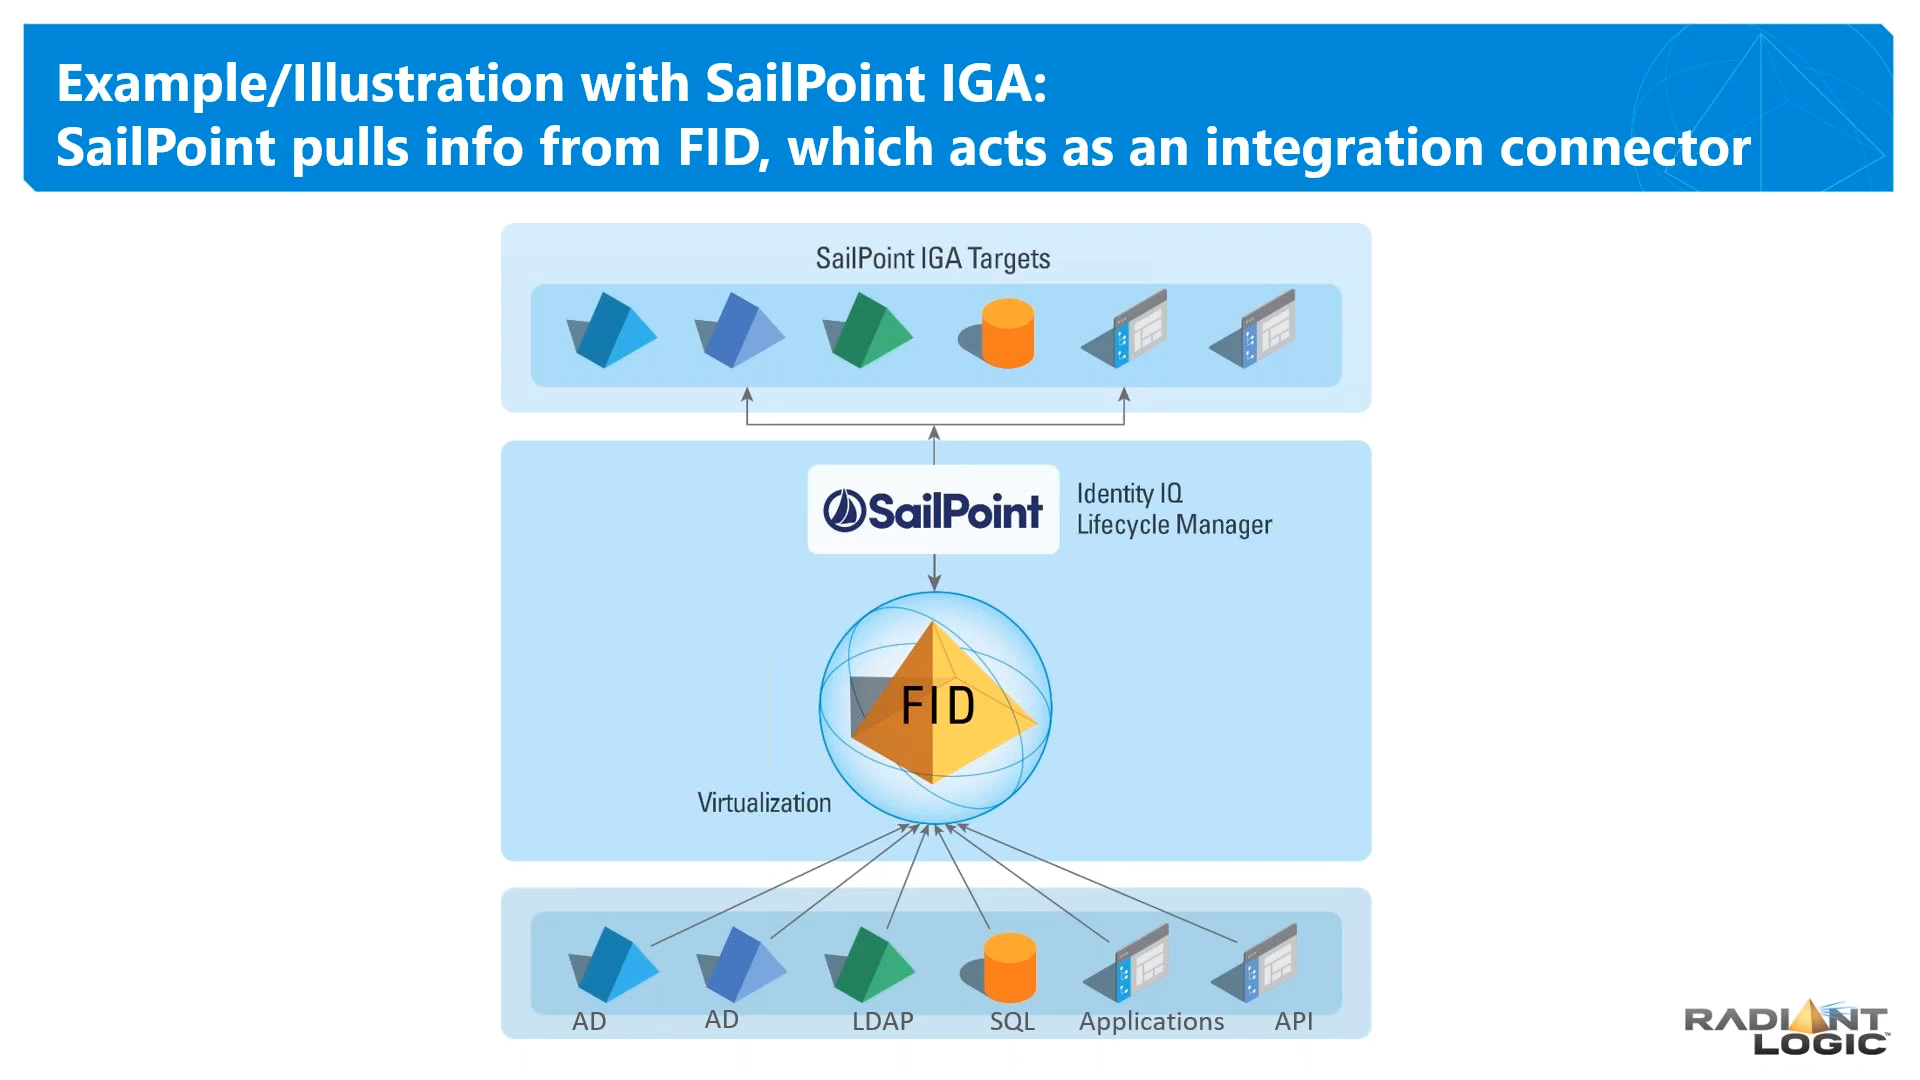 Example/Illustration with SailPoint IGA:
SailPoint pulls info from FID, which acts as an integration connector
SailPoint IGA Targets
SailPoint
Identity IQ
Lifecycle Manager
FID
Virtualization
AD
AD
LDAP
SQL
Applications
API
RADIANT
LOGIC™